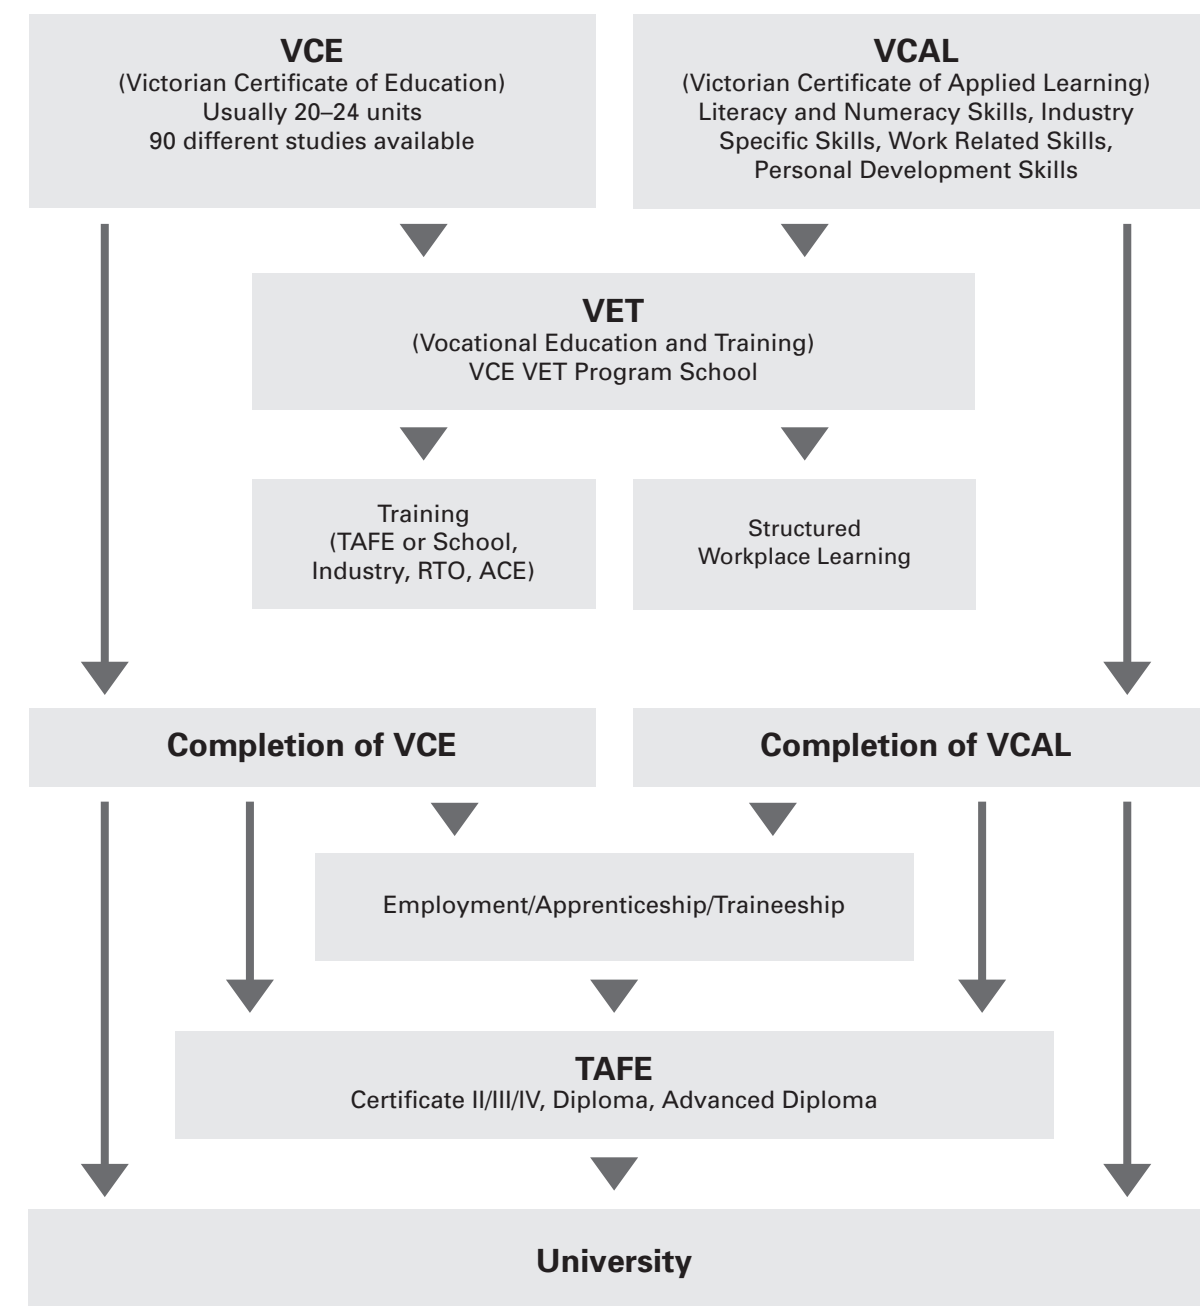 VCE
(Victorian Certificate of Education)
Usually 20–24 units
90 different studies available
VCAL
(Victorian Certificate of Applied Learning)
Literacy and Numeracy Skills, Industry
Specific Skills, Work Related Skills,
Personal Development Skills
VET
(Vocational Education and Training)
VCE VET Program School
Training
(TAFE or School,
Industry, RTO, ACE)
Structured
Workplace Learning
Completion of VCE
Completion of VCAL
Employment/Apprenticeship/Traineeship
TAFE
Certificate II/III/IV, Diploma, Advanced Diploma
University